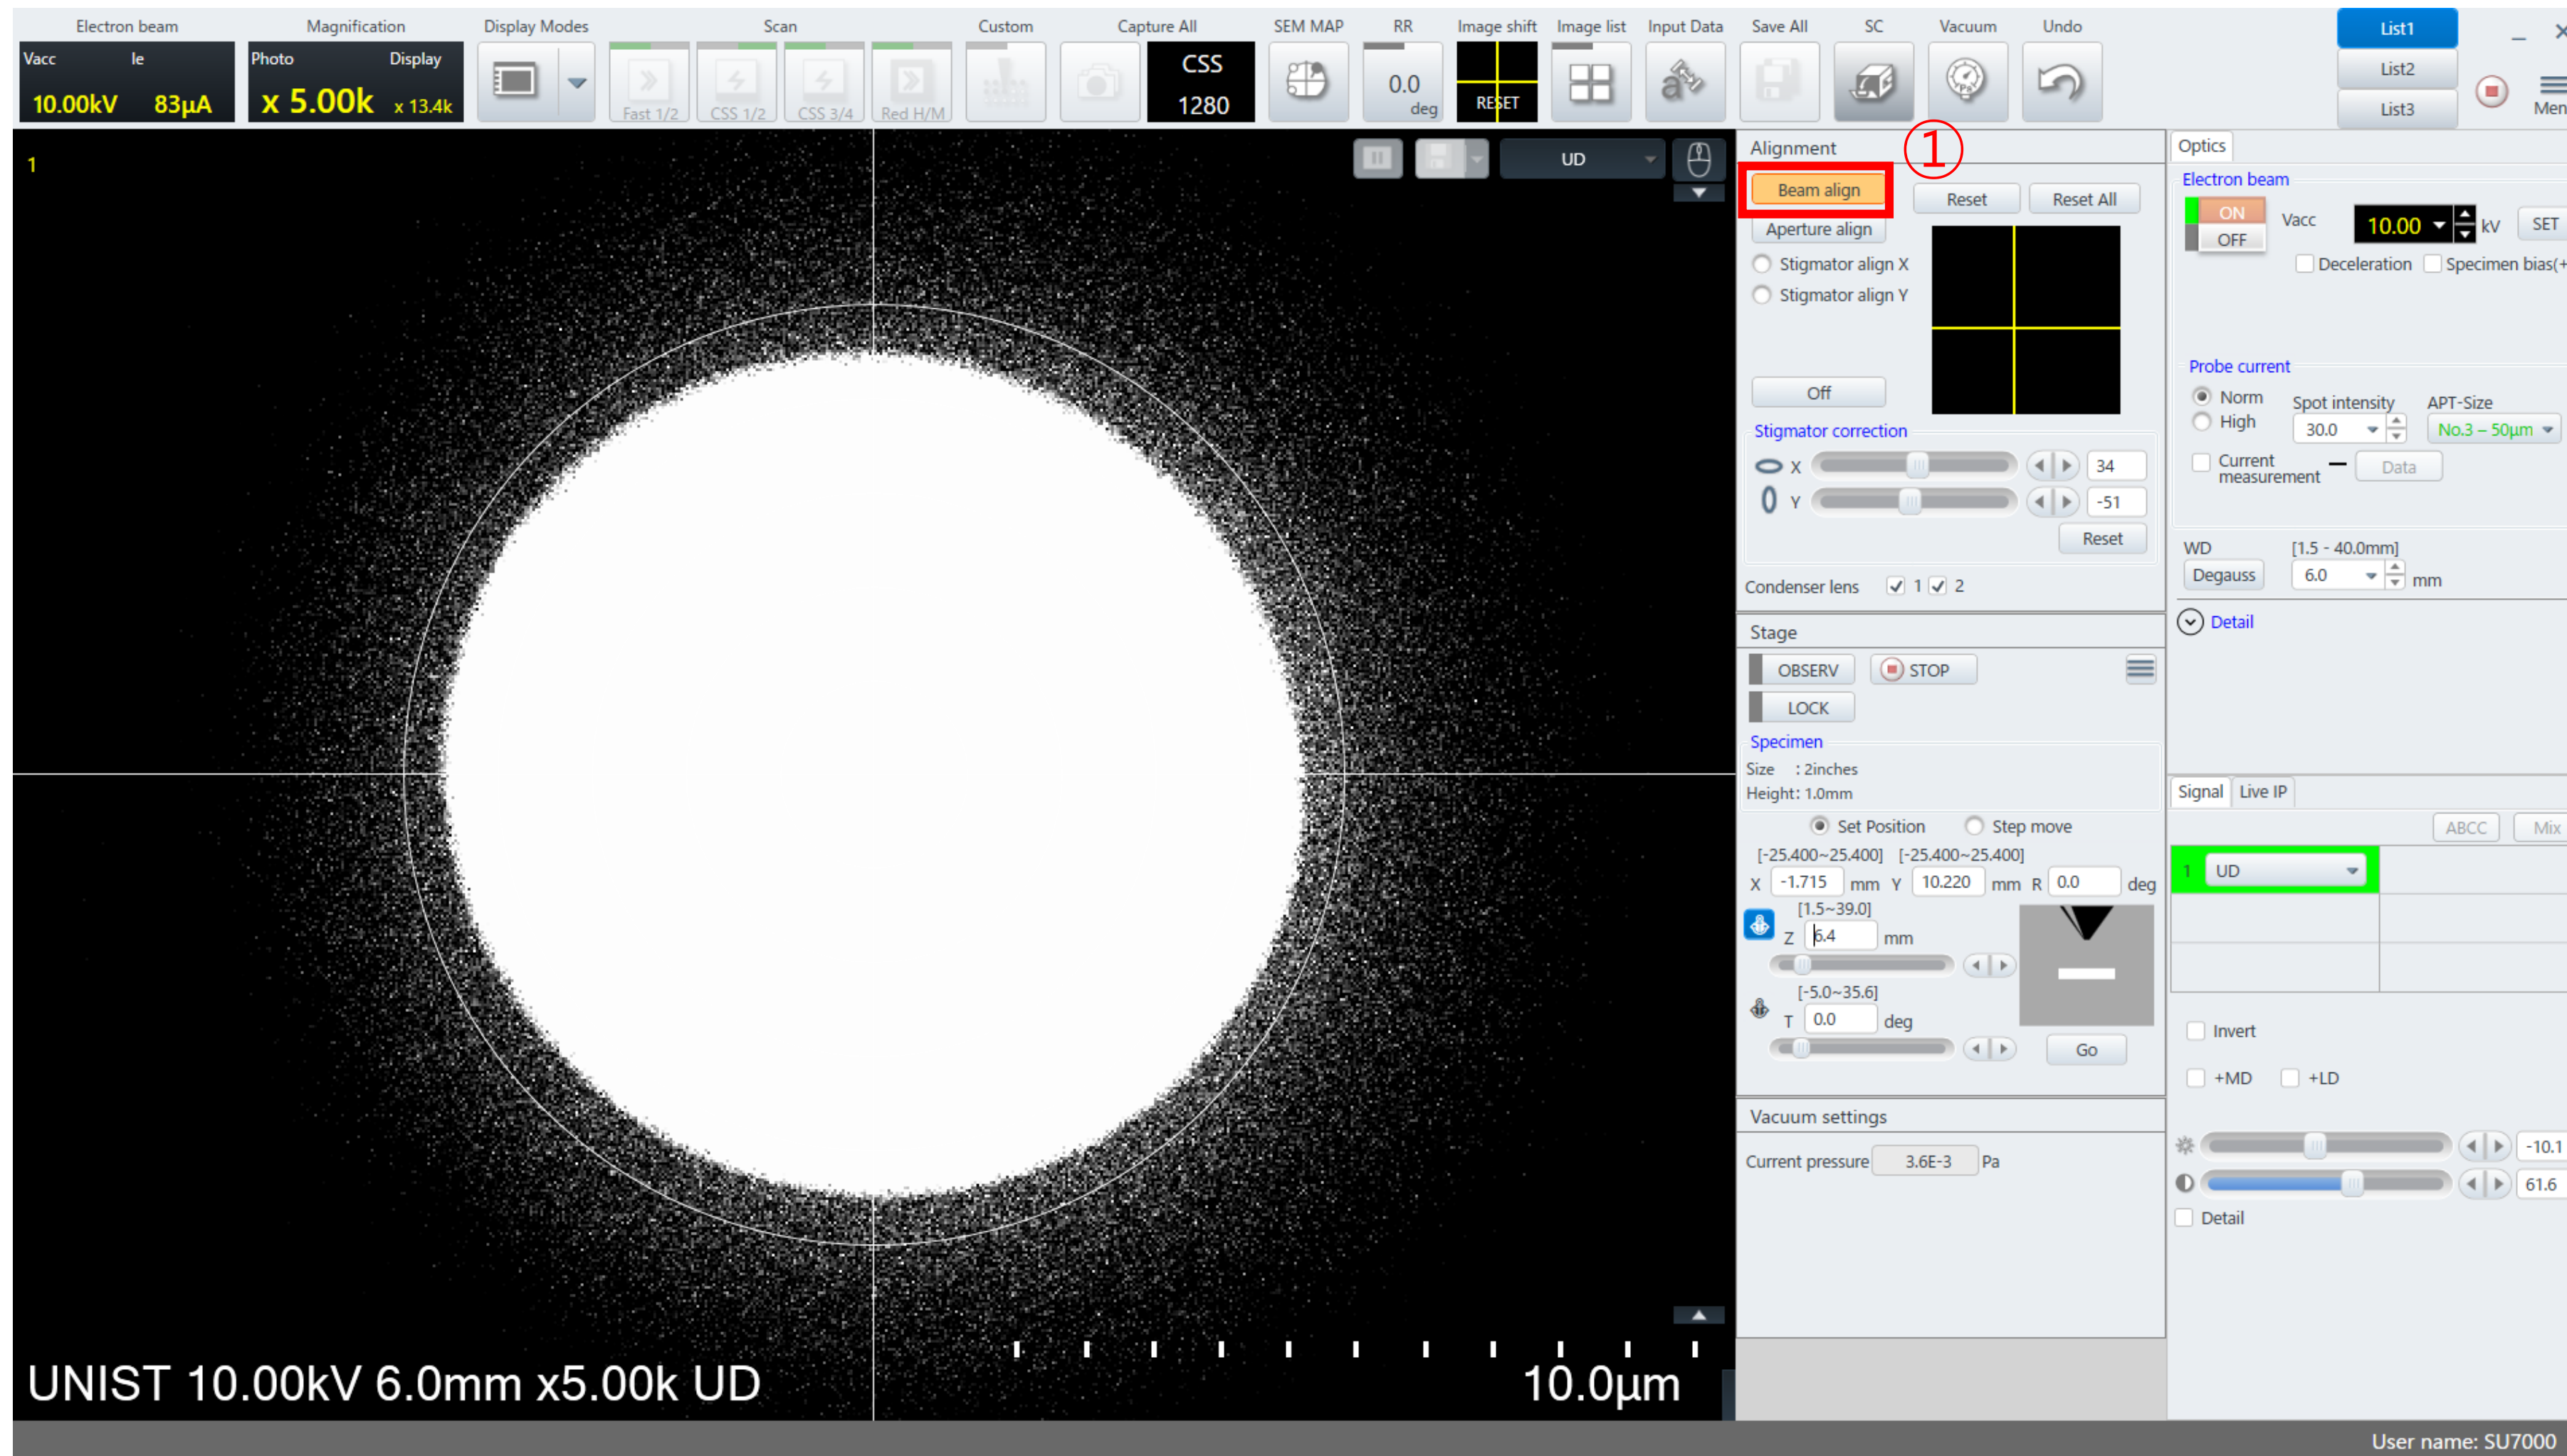 Electron beam
Magnification
Display Modes
Scan
Custom
Capture All
SEM MAP
RR
Image shift
Image list
Input Data
Save All
SC
Vacuum
Undo
Vacc Ie
10.00kV 83μA
Photo Display
x 5.00k x 13.4k
Fast 1/2
CSS 1/2
CSS 3/4
Red H/M
CSS
1280
0.0
deg
RESET
List1
List2
List3
Men
1
UD
Alignment
①
Beam align
Reset
Reset All
Aperture align
Stigmator align X
Stigmator align Y
Off
Stigmator correction
X 34
Y -51
Reset
Condenser lens 1 2
Stage
OBSERV
STOP
LOCK
Specimen
Size : 2inches
Height: 1.0mm
Set Position Step move
[-25.400~25.400] [-25.400~25.400]
X -1.715 mm Y 10.220 mm R 0.0 deg
[1.5~39.0]
Z 6.4 mm
[-5.0~35.6]
T 0.0 deg
Go
Vacuum settings
Current pressure 3.6E-3 Pa
Optics
Electron beam
ON
OFF
Vacc 10.00 kV SET
Deceleration Specimen bias(+
Probe current
Norm
High
Spot intensity APT-Size
30.0 No.3 – 50μm
Current
measurement
Data
WD [1.5 - 40.0mm]
Degauss 6.0 mm
Detail
Signal Live IP
ABCC Mix
1 UD
Invert
+MD +LD
-10.1
61.6
Detail
UNIST 10.00kV 6.0mm x5.00k UD
10.0μm
User name: SU7000